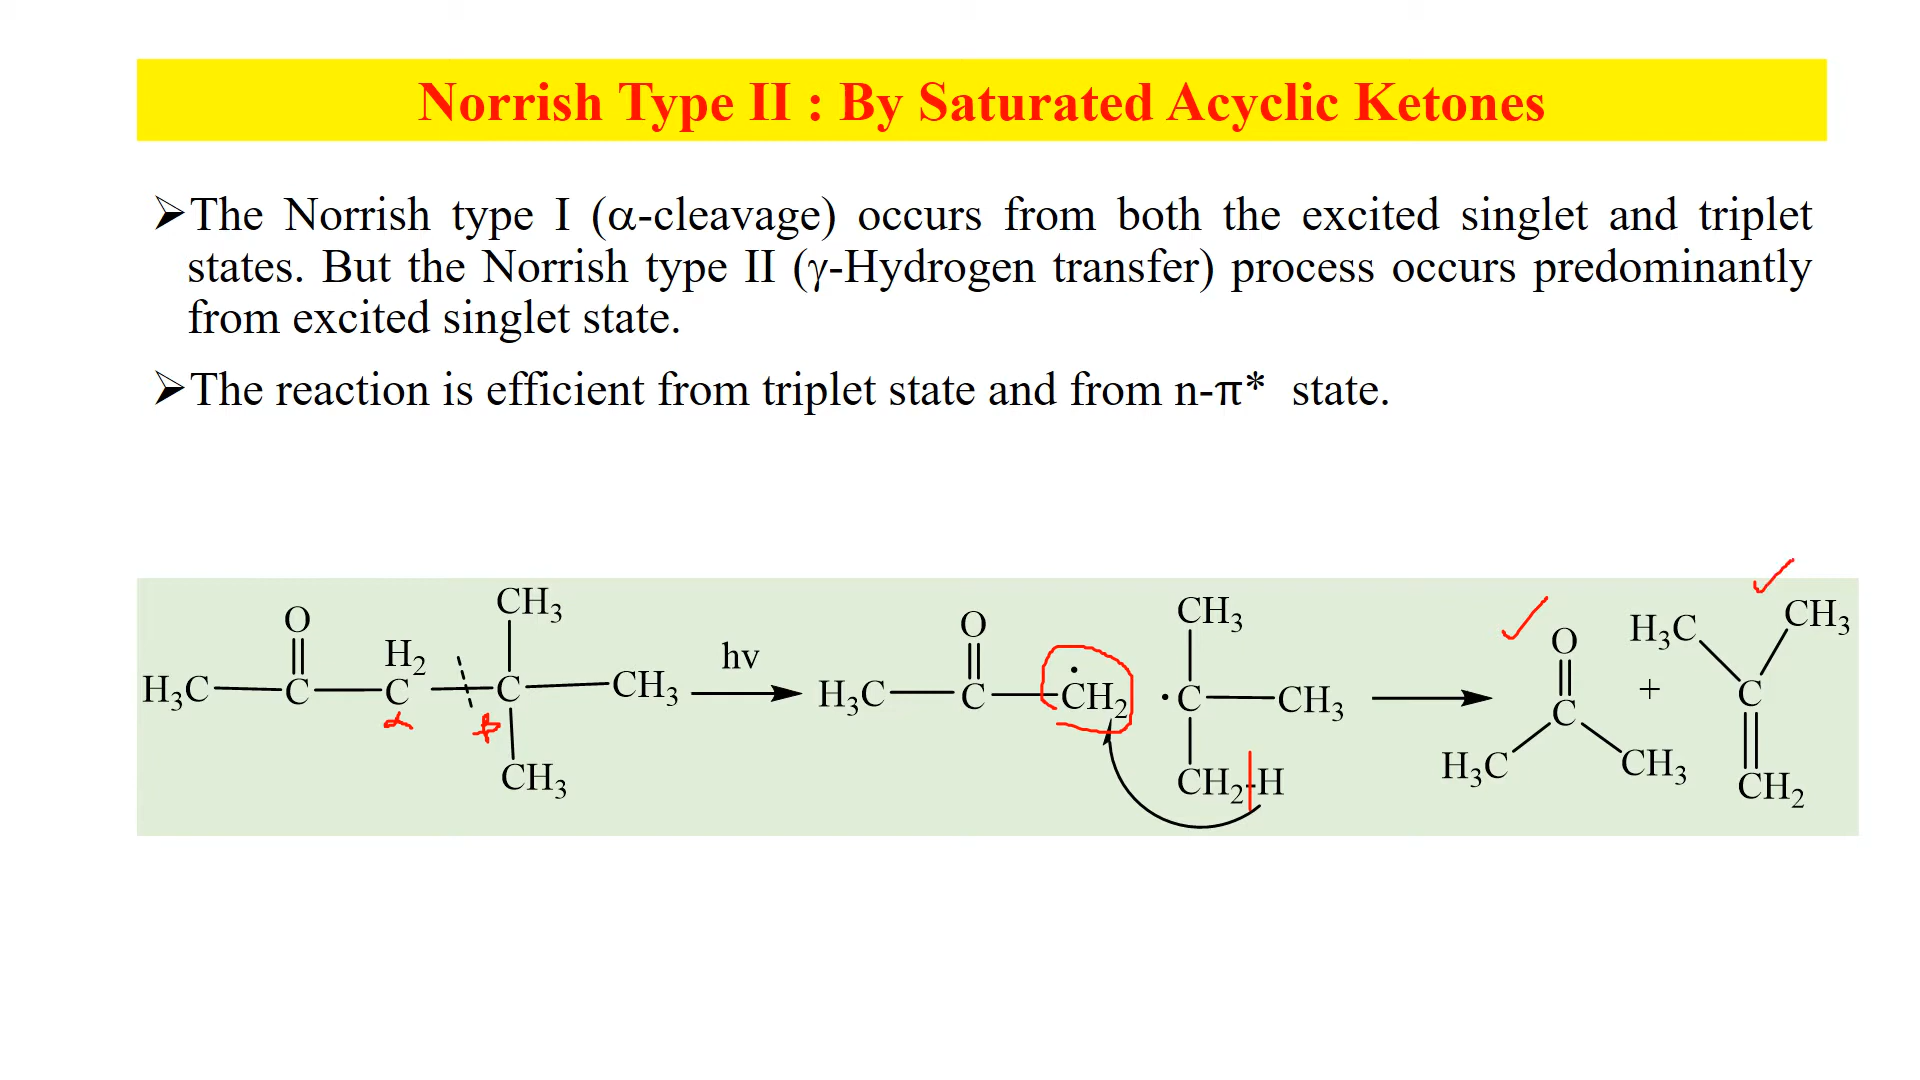 Norrish Type II : By Saturated Acyclic Ketones
➢The Norrish type I (α-cleavage) occurs from both the excited singlet and triplet
states. But the Norrish type II (γ-Hydrogen transfer) process occurs predominantly
from excited singlet state.
➢The reaction is efficient from triplet state and from n-π* state.
CH₃ CH₃ CH₃
O O O H₃C
H₂ hν
H₃C C C C CH₃ H₃C C ĊH₂ ·C CH₃ C + C
α
CH₃ CH₂-H H₃C CH₃ CH₂